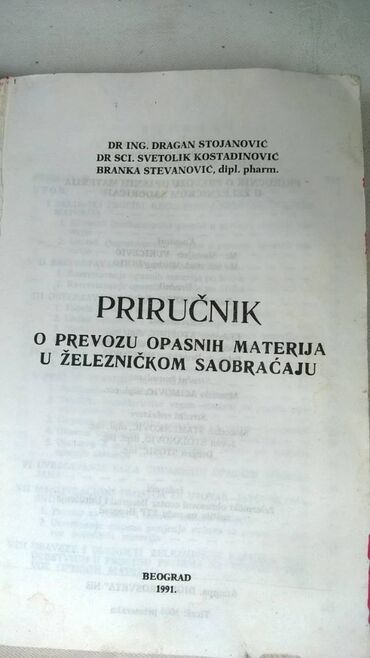 DR ING. DRAGAN STOJANOVIĆ
DR SCI. SVETOLIK KOSTADINOVIĆ
BRANKA STEVANOVIĆ, dipl. pharm.
PRIRUČNIK
O PREVOZU OPASNIH MATERIJA
U ŽELEZNIČKOM SAOBRAĆAJU
BEOGRAD
1991.